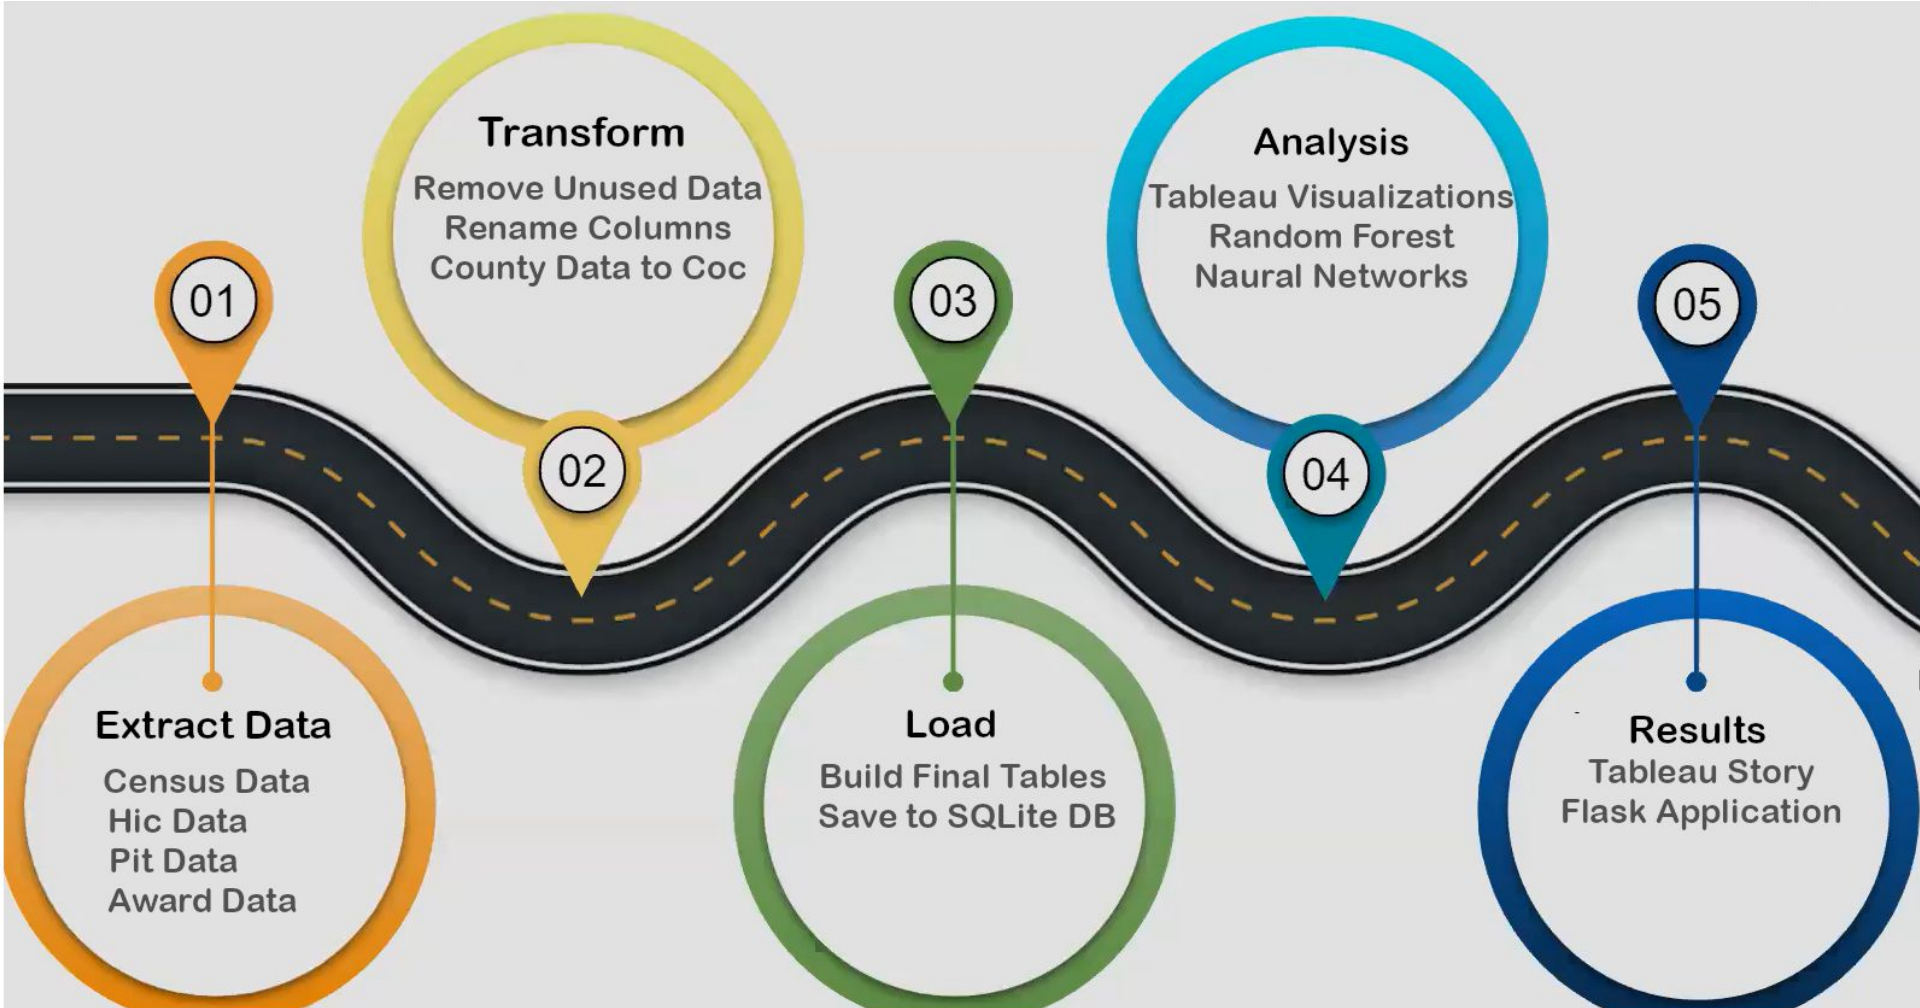 01
Extract Data
Census Data
Hic Data
Pit Data
Award Data
Transform
Remove Unused Data
Rename Columns
County Data to Coc
02
03
Load
Build Final Tables
Save to SQLite DB
Analysis
Tableau Visualizations
Random Forest
Naural Networks
04
05
Results
Tableau Story
Flask Application